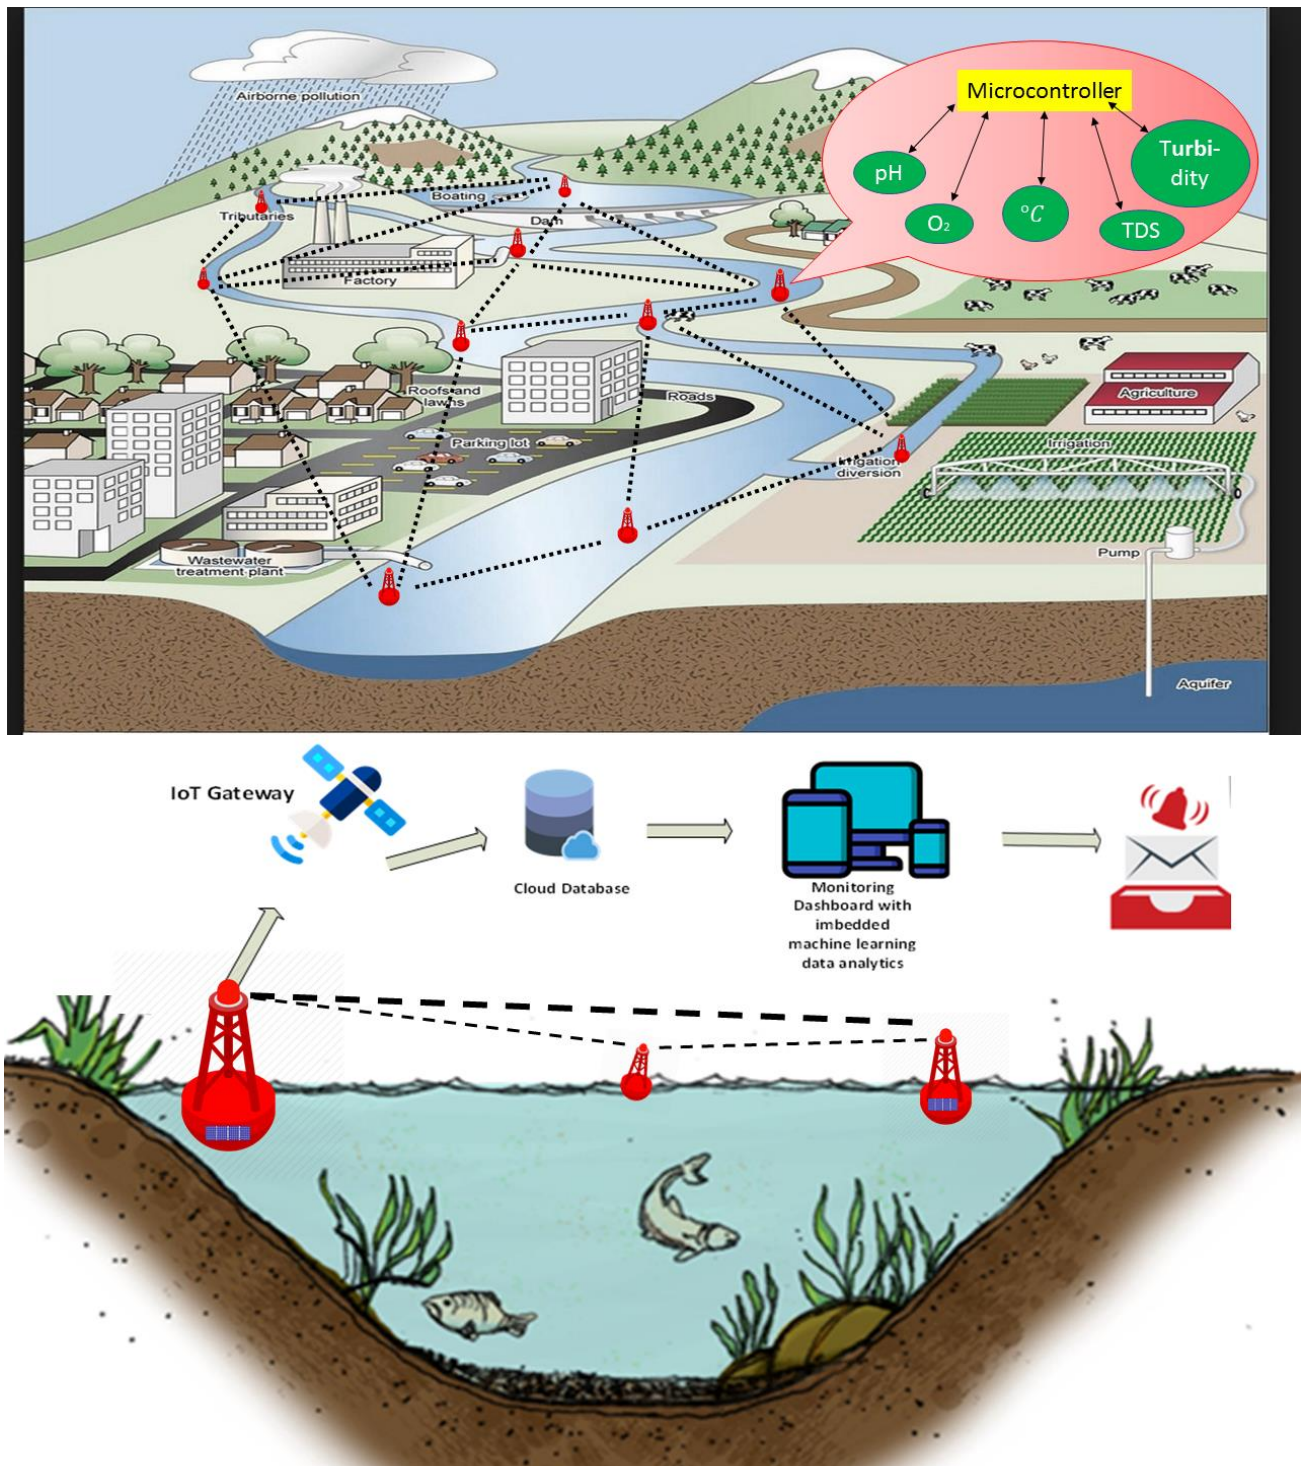 Airborne pollution
Microcontroller
pH
O₂
°C
TDS
Turbi-
dity
Tributaries
Boating
Dam
Factory
Roofs and
lawns
Roads
Parking lot
Agriculture
Irrigation
Irrigation
diversion
Pump
Wastewater
treatment plant
Aquifer
IoT Gateway
Cloud Database
Monitoring
Dashboard with
imbedded
machine learning
data analytics